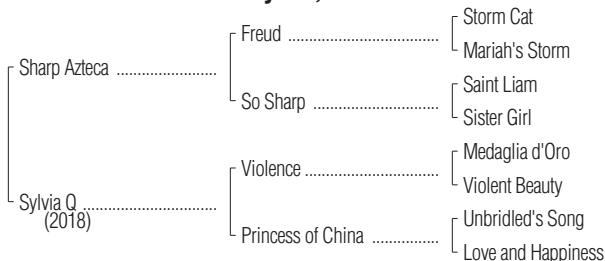 Storm Cat
Freud
Mariah's Storm
Sharp Azteca
Saint Liam
So Sharp
Sister Girl
Medaglia d'Oro
Violence
Violent Beauty
Sylvia Q
(2018)
Unbridled's Song
Princess of China
Love and Happiness